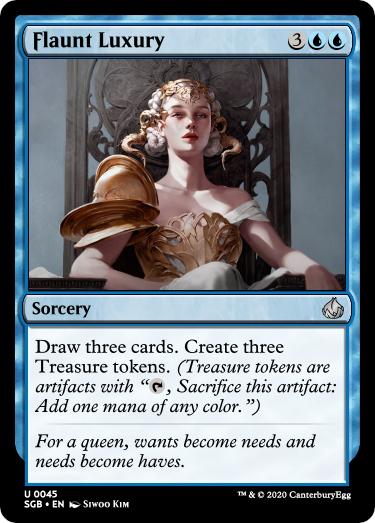 Flaunt Luxury 3
Sorcery
Draw three cards. Create three
Treasure tokens. (Treasure tokens are
artifacts with “, Sacrifice this artifact:
Add one mana of any color.”)
For a queen, wants become needs and
needs become haves.
U 0045
SGB • EN Siwoo Kim
™ & © 2020 CanterburyEgg